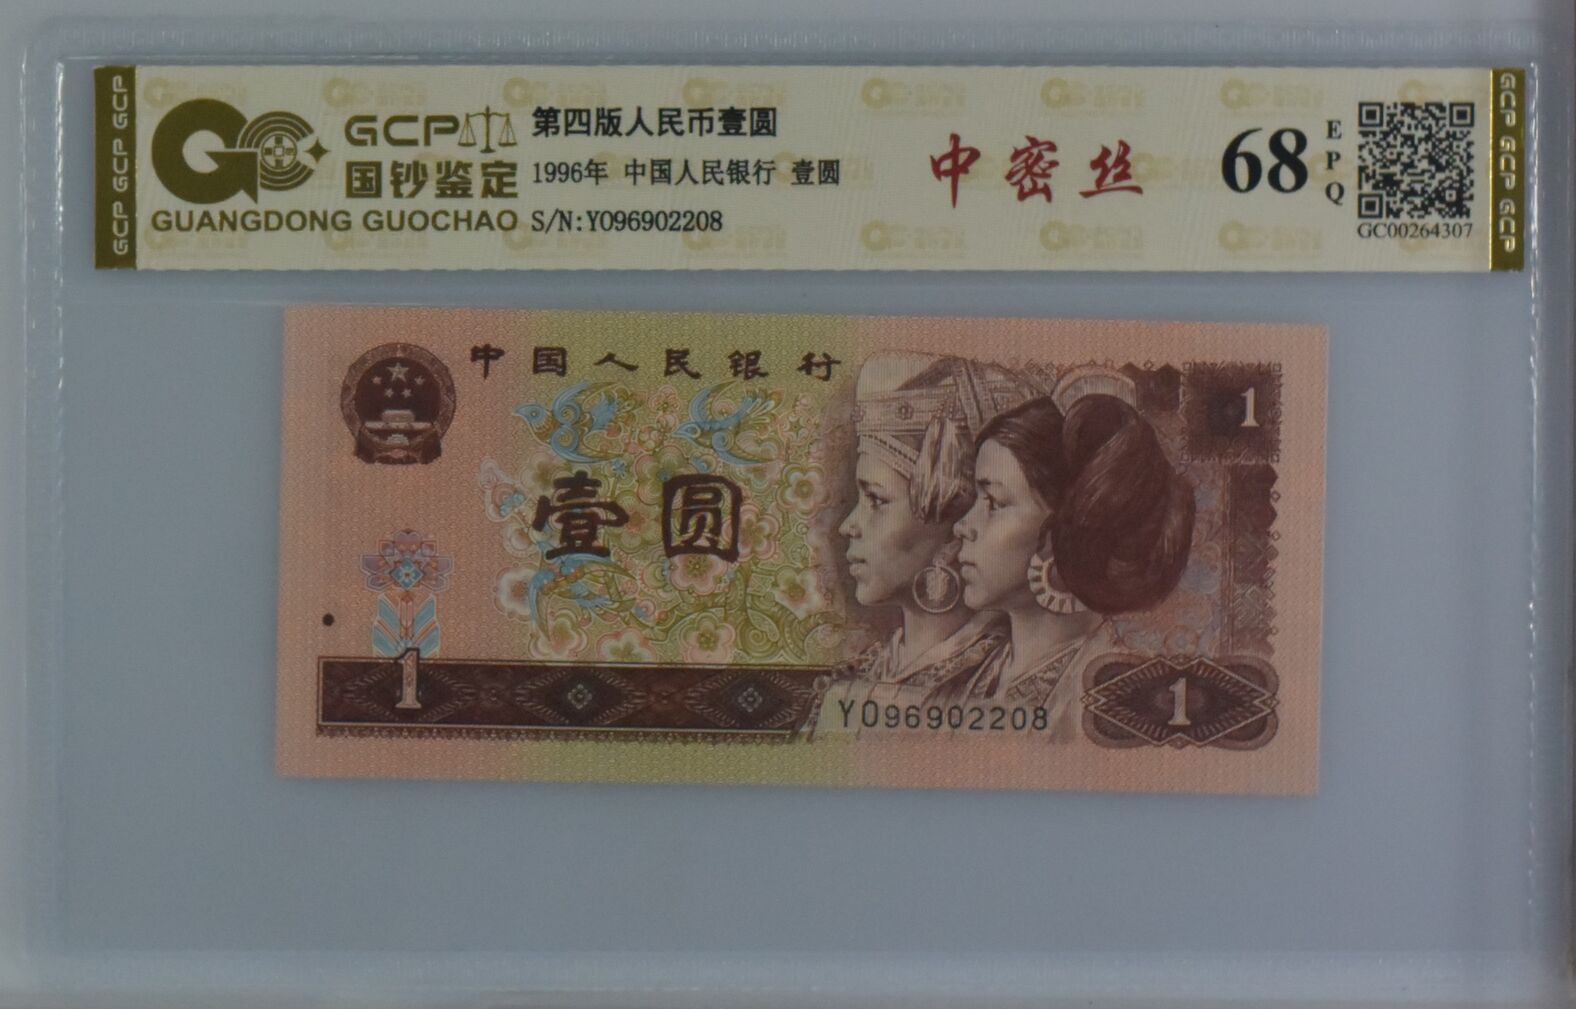 GCP GCP GCP
GCP
国钞鉴定
GUANGDONG GUOCHAO
第四版人民币壹圆
1996年 中国人民银行 壹圆
S/N:Y096902208
中密丝
68
EPQ
GC00264307
GCP GCP GCP
中国人民银行
1
壹圆
1
Y096902208
1